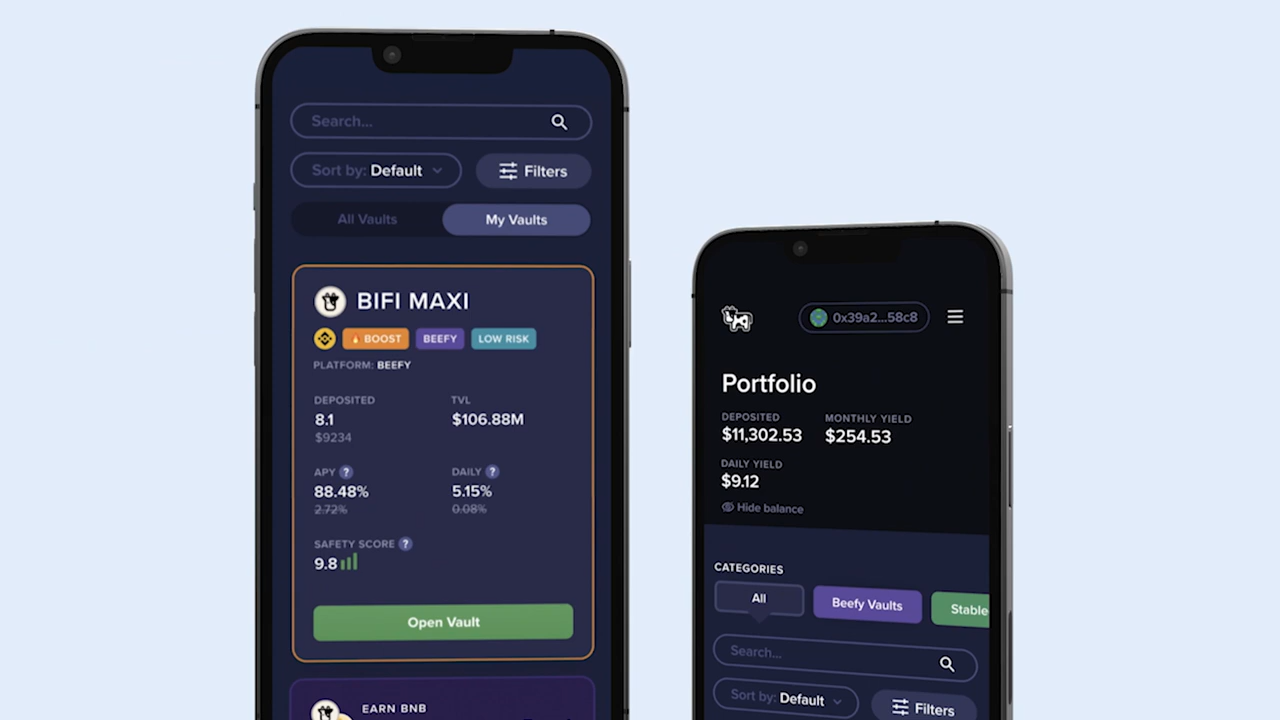 Search...
Sort by: Default
Filters
All Vaults
My Vaults
BIFI MAXI
BOOST
BEEFY
LOW RISK
PLATFORM: BEEFY
DEPOSITED
TVL
8.1
$106.88M
$9234
APY ?
DAILY ?
88.48%
5.15%
2.72%
0.08%
SAFETY SCORE ?
9.8
Open Vault
EARN BNB
0x39a2...58c8
Portfolio
DEPOSITED
MONTHLY YIELD
$11,302.53
$254.53
DAILY YIELD
$9.12
Hide balance
CATEGORIES
All
Beefy Vaults
Stable
Search...
Sort by: Default
Filters